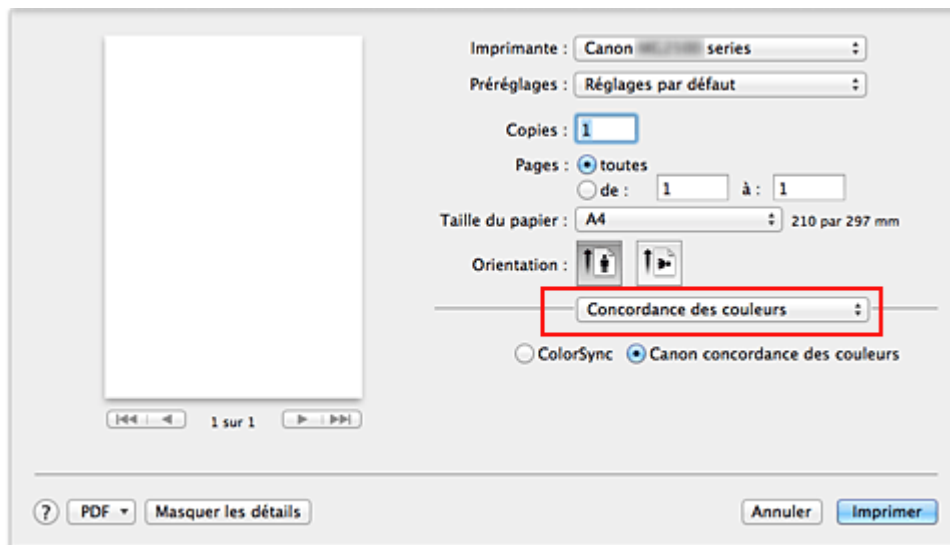 Imprimante : Canon series
Préréglages : Réglages par défaut
Copies : 1
Pages : toutes
de : 1 à : 1
Taille du papier : A4 210 par 297 mm
Orientation :
Concordance des couleurs
ColorSync Canon concordance des couleurs
1 sur 1
? PDF Masquer les détails Annuler Imprimer